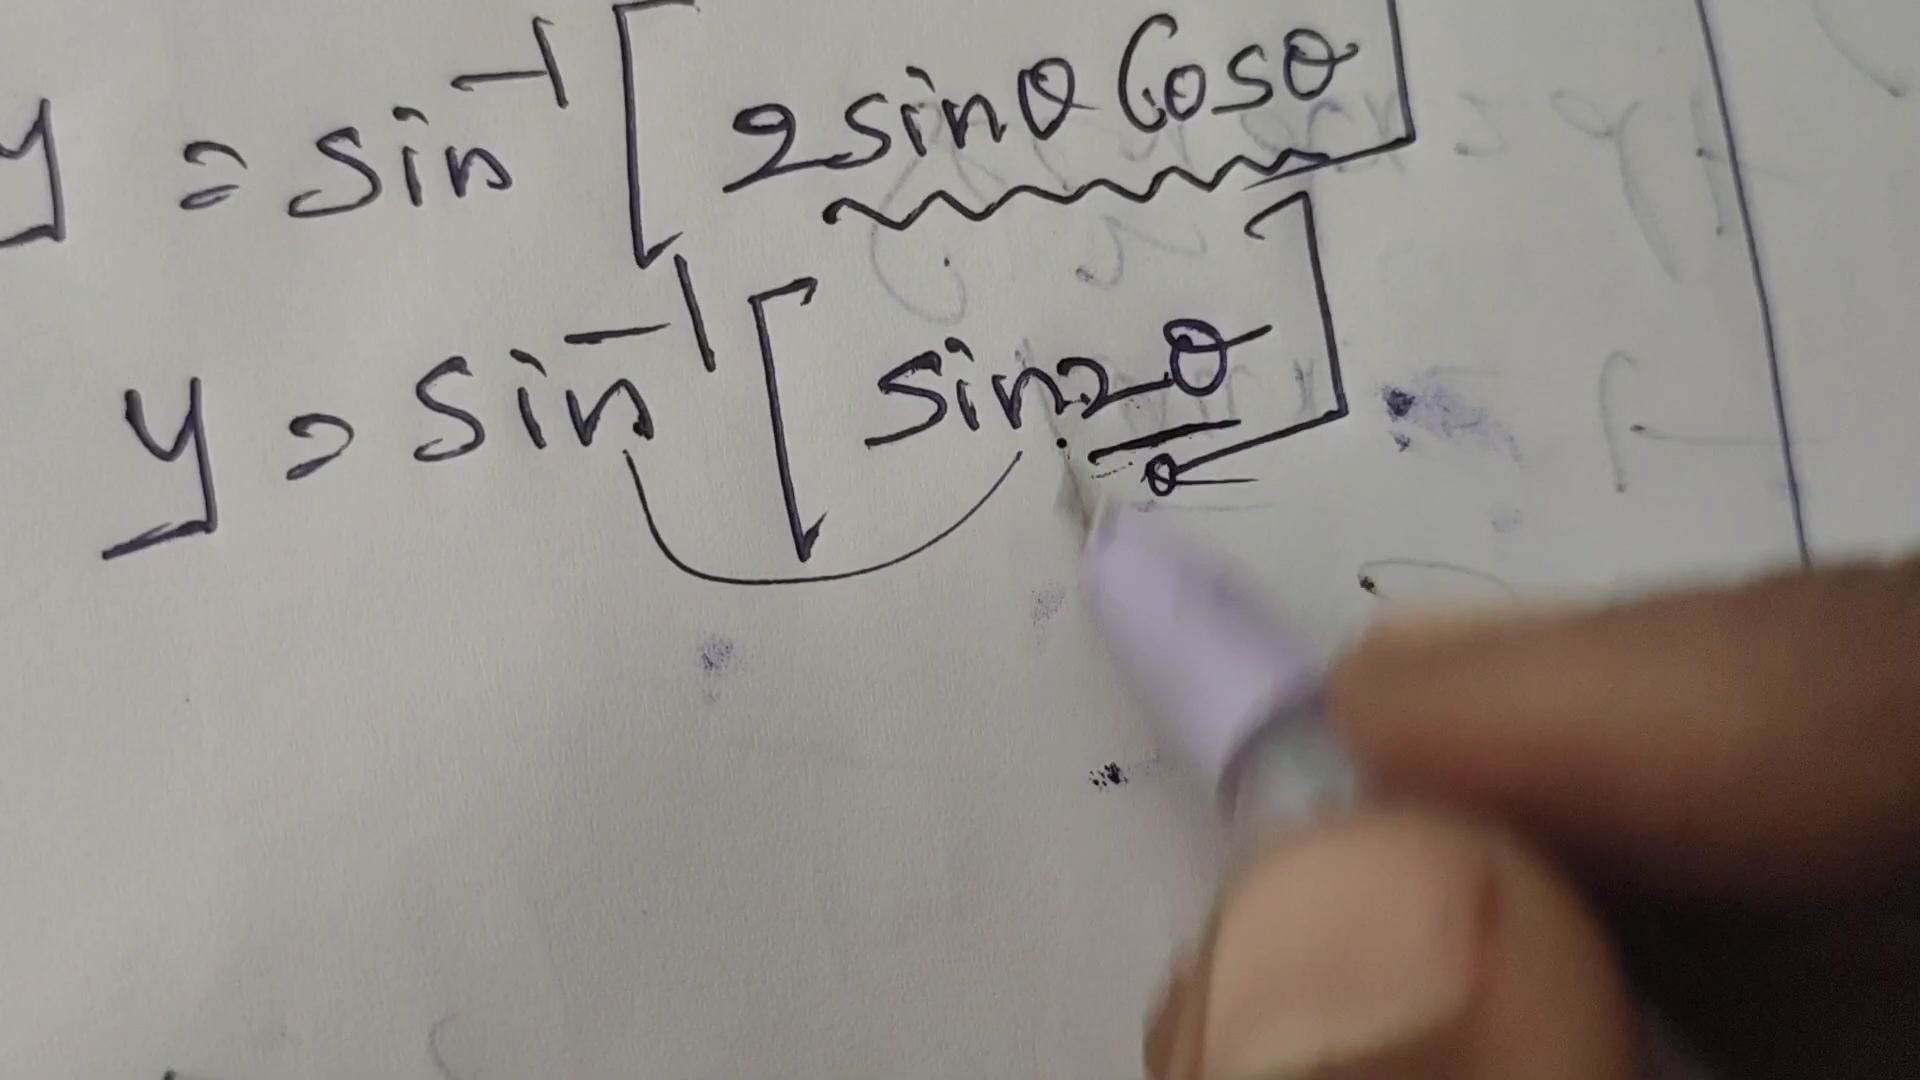 y = sin⁻¹[2sinθ Cosθ]
y = sin⁻¹[sin2θ]